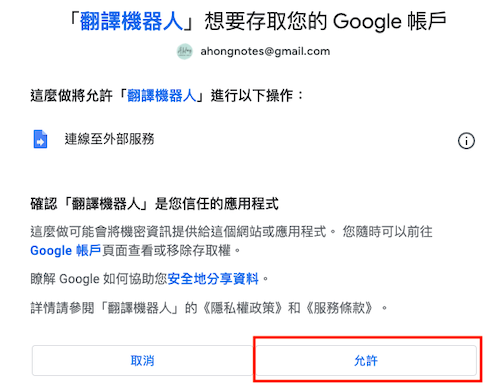 「翻譯機器人」想要存取您的 Google 帳戶
ahongnotes@gmail.com
這麼做將允許「翻譯機器人」進行以下操作：
連線至外部服務
確認「翻譯機器人」是您信任的應用程式
這麼做可能會將機密資訊提供給這個網站或應用程式。 您隨時可以前往
Google 帳戶頁面查看或移除存取權。
瞭解 Google 如何協助您安全地分享資料。
詳情請參閱「翻譯機器人」的《隱私權政策》和《服務條款》。
取消
允許